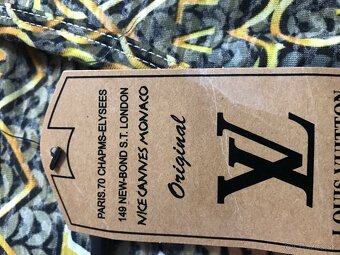 PARIS.70 CHAPMS-ELYSEES
149 NEW-BOND S.T. LONDON
NICE CANNES MONACO
Original
LV
LOUIS VUITTON